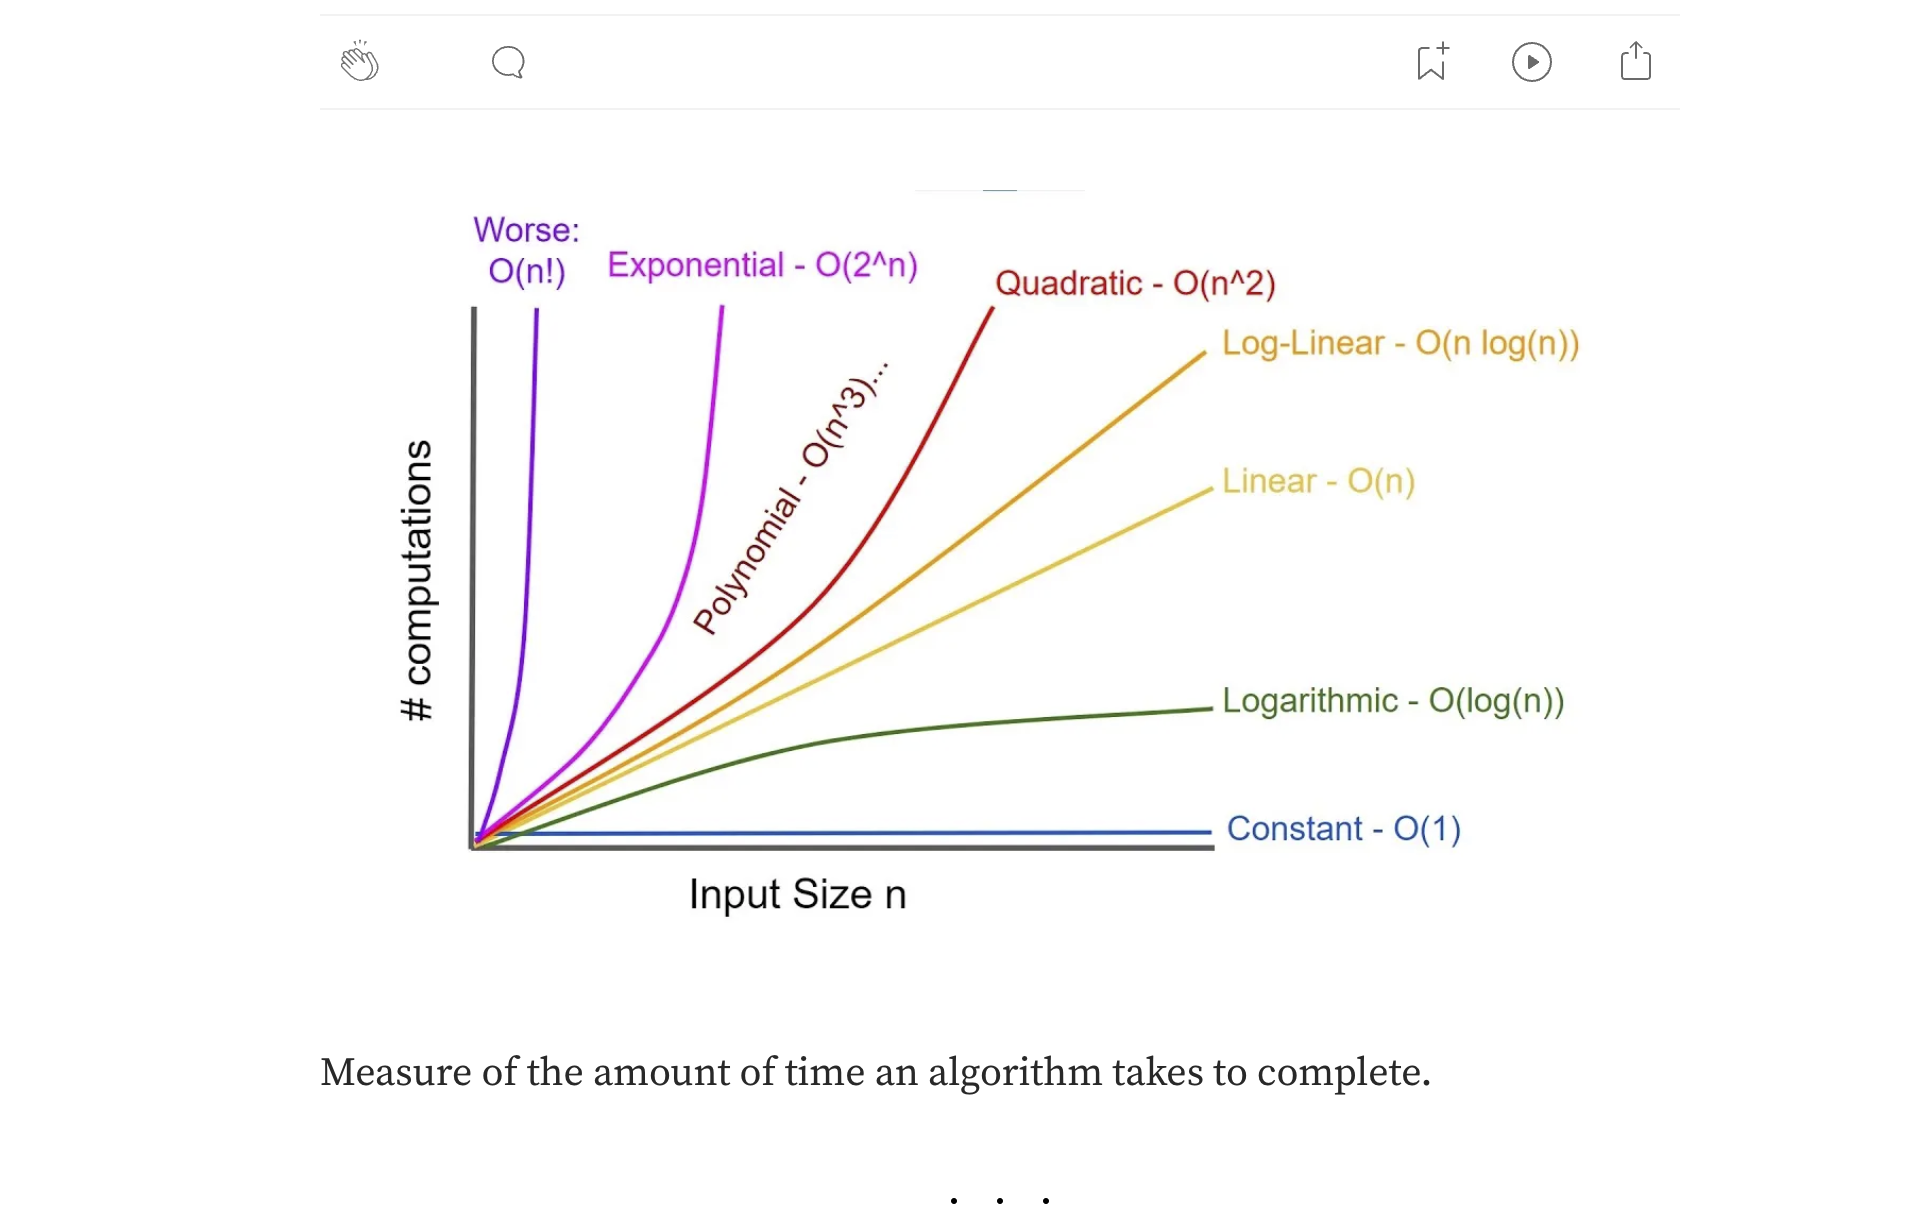 Worse:
O(n!)
Exponential - O(2^n)
Quadratic - O(n^2)
Log-Linear - O(n log(n))
Polynomial - O(n^3)...
Linear - O(n)
# computations
Logarithmic - O(log(n))
Constant - O(1)
Input Size n
Measure of the amount of time an algorithm takes to complete.
. . .